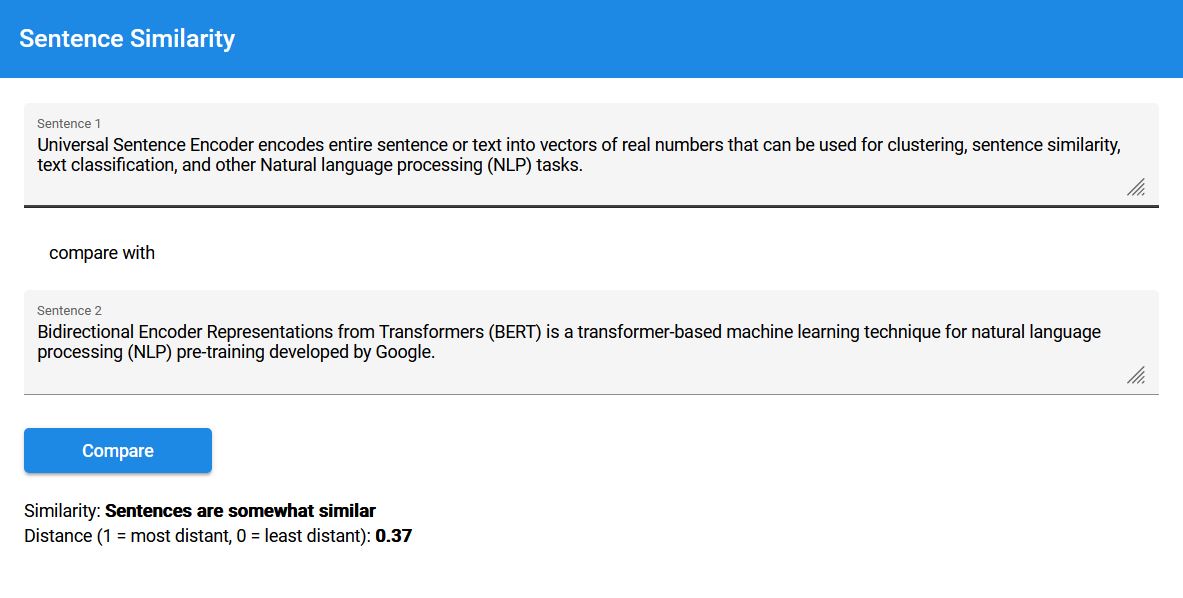 Sentence Similarity
Sentence 1
Universal Sentence Encoder encodes entire sentence or text into vectors of real numbers that can be used for clustering, sentence similarity,
text classification, and other Natural language processing (NLP) tasks.
compare with
Sentence 2
Bidirectional Encoder Representations from Transformers (BERT) is a transformer-based machine learning technique for natural language
processing (NLP) pre-training developed by Google.
Compare
Similarity: Sentences are somewhat similar
Distance (1 = most distant, 0 = least distant): 0.37